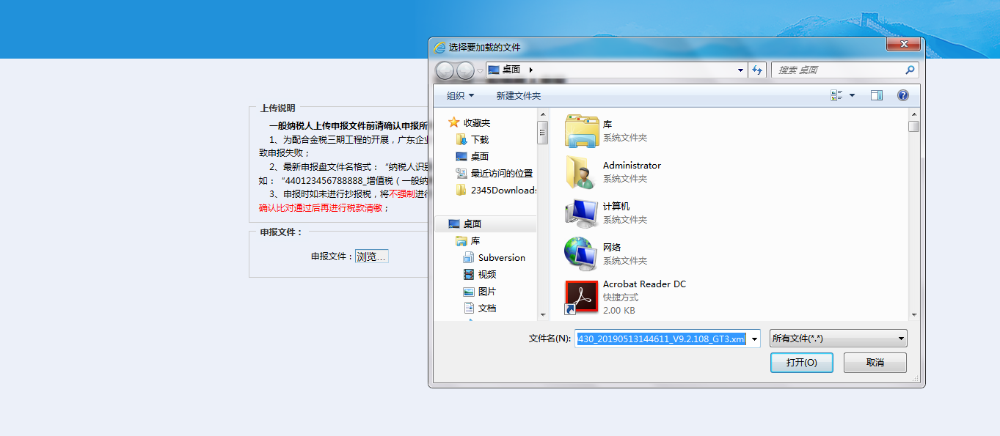 选择要加载的文件
桌面
搜索 桌面
组织
新建文件夹
收藏夹
下载
桌面
最近访问的位置
2345Downloads
桌面
库
Subversion
视频
图片
文档
库
系统文件夹
Administrator
系统文件夹
计算机
系统文件夹
网络
系统文件夹
Acrobat Reader DC
快捷方式
2.00 KB
文件名(N):
430_20190513144611_V9.2.108_GT3.xml
所有文件(*.*)
打开(O)
取消
上传说明
一般纳税人上传申报文件前请确认申报所
1、为配合金税三期工程的开展，广东企业
致申报失败；
2、最新申报盘文件名格式：“纳税人识别
如：“440123456788888_增值税（一般纳
3、申报时如未进行抄报税，将不强制进行
确认比对通过后再进行税款清缴；
申报文件：
申报文件：
浏览...